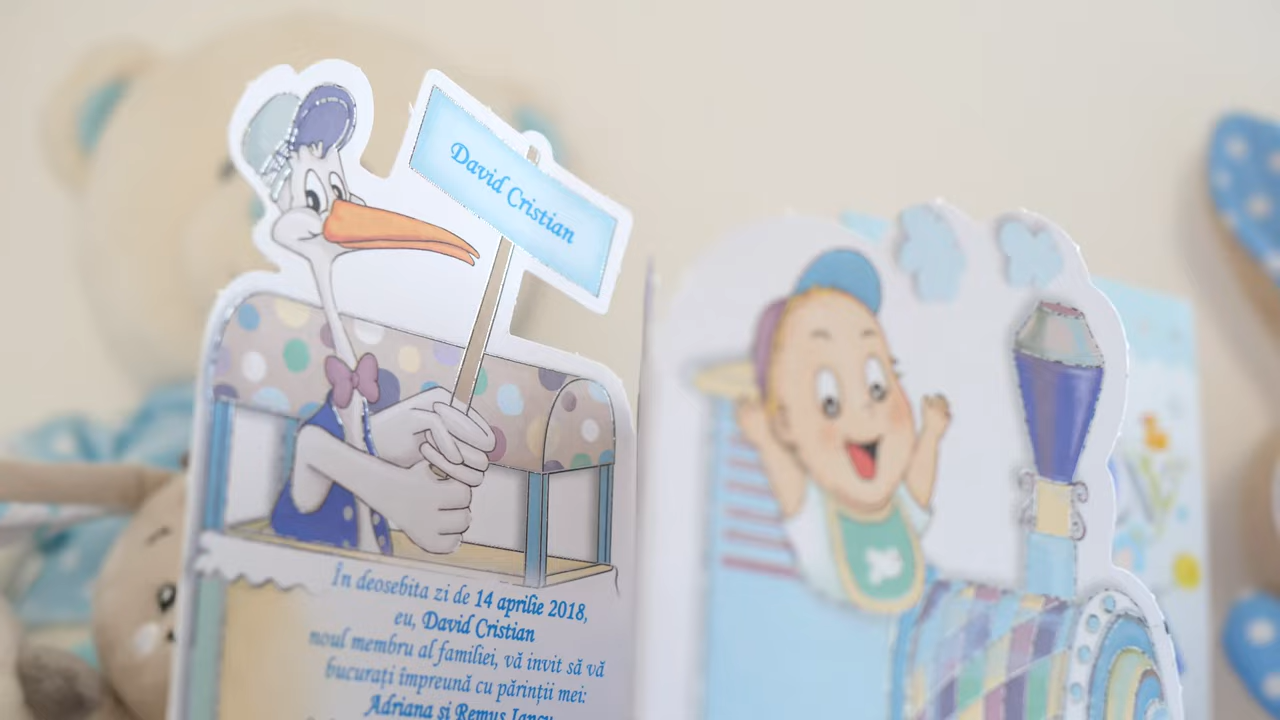 David Cristian
În deosebita zi de 14 aprilie 2018,
eu, David Cristian
noul membru al familiei, vă invit să vă
bucurați împreună cu părinții mei:
Adriana și Remus Iancu